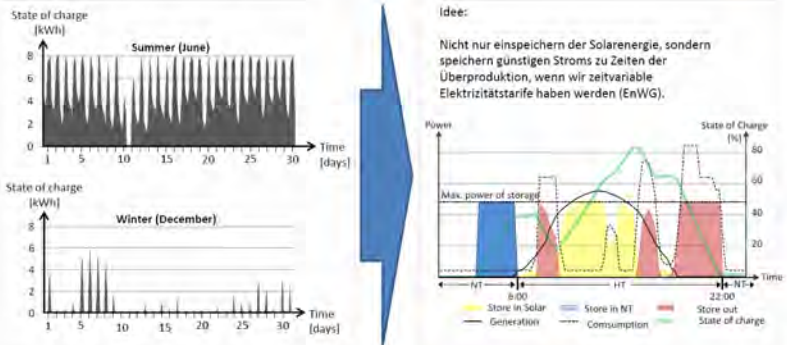 State of charge
[kWh]
Summer (June)
8
6
4
2
0
1 5 10 15 20 25 30
Time
[days]
State of charge
[kWh]
Winter (December)
8
6
4
2
0
1 5 10 15 20 25 30
Time
[days]
Idee:
Nicht nur einspeichern der Solarenergie, sondern
speichern günstigen Stroms zu Zeiten der
Überproduktion, wenn wir zeitvariable
Elektrizitätstarife haben werden (EnWG).
Power
State of Charge
[%]
80
60
Max. power of storage
40
20
Time
NT HT NT
6:00 22:00
Store in Solar Store in NT Store out
Generation Comsumption State of charge